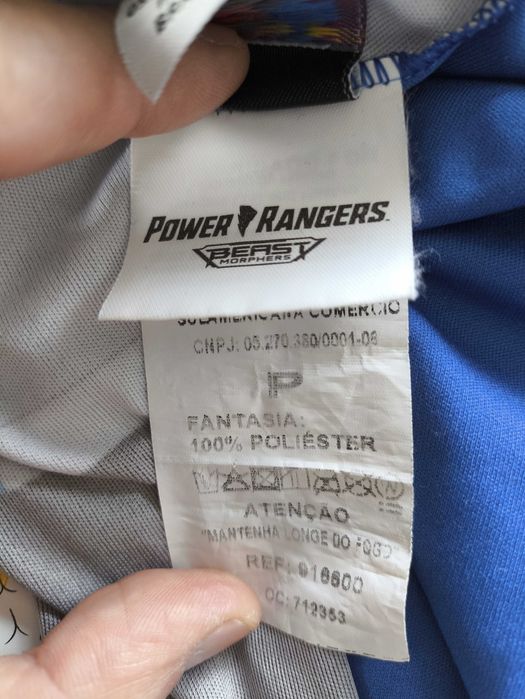 POWER RANGERS
BEAST
MORPHERS
SULAMERICANA COMERCIO
CNPJ: 05.270.380/0001-08
P
FANTASIA:
100% POLIÉSTER
ATENÇÃO
"MANTENHA LONGE DO FOGO"
REF: 916600
OC: 712353